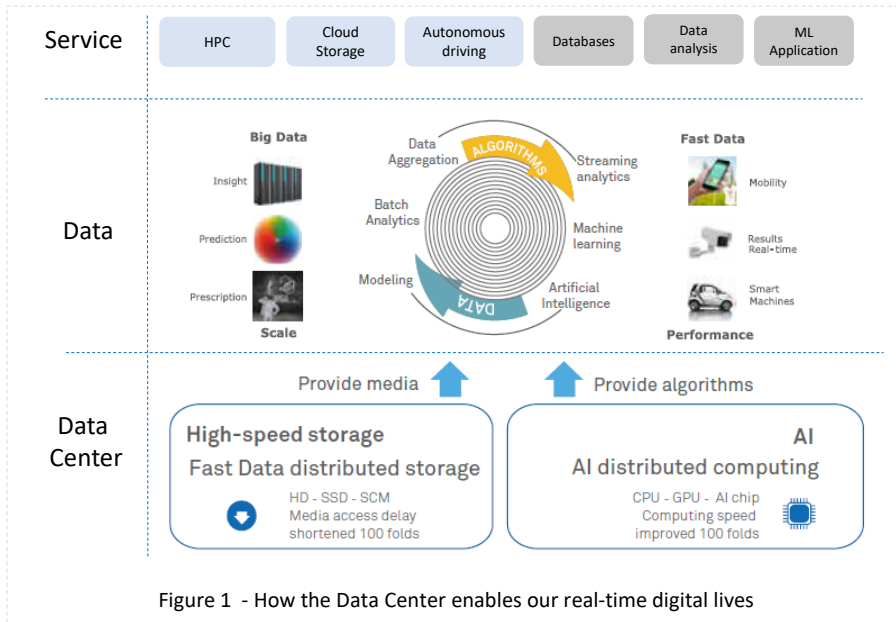 Service
HPC
Cloud
Storage
Autonomous
driving
Databases
Data
analysis
ML
Application
Data
Big Data
Insight
Prediction
Prescription
Scale
Data
Aggregation
Batch
Analytics
Modeling
ALGORITHMS
DATA
Streaming
analytics
Machine
learning
Artificial
Intelligence
Fast Data
Mobility
Results
Real-time
Smart
Machines
Performance
Data
Center
Provide media
Provide algorithms
High-speed storage
Fast Data distributed storage
HD - SSD - SCM
Media access delay
shortened 100 folds
AI
AI distributed computing
CPU - GPU - AI chip
Computing speed
improved 100 folds
Figure 1 - How the Data Center enables our real-time digital lives